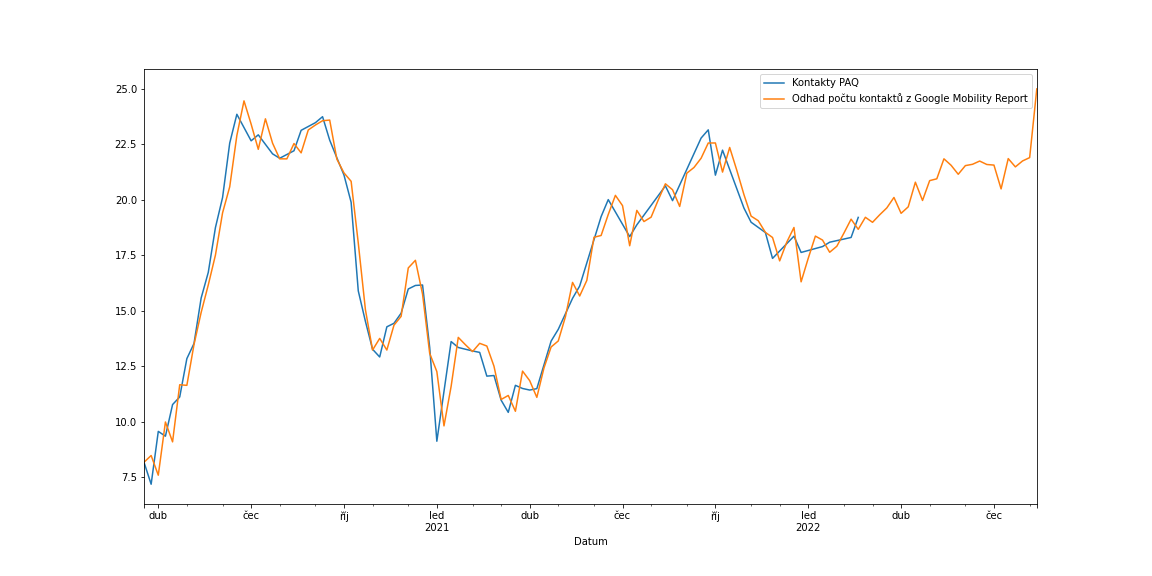 Kontakty PAQ
Odhad počtu kontaktů z Google Mobility Report
25.0
22.5
20.0
17.5
15.0
12.5
10.0
7.5
dub
čec
říj
led
2021
dub
čec
říj
led
2022
dub
čec
Datum